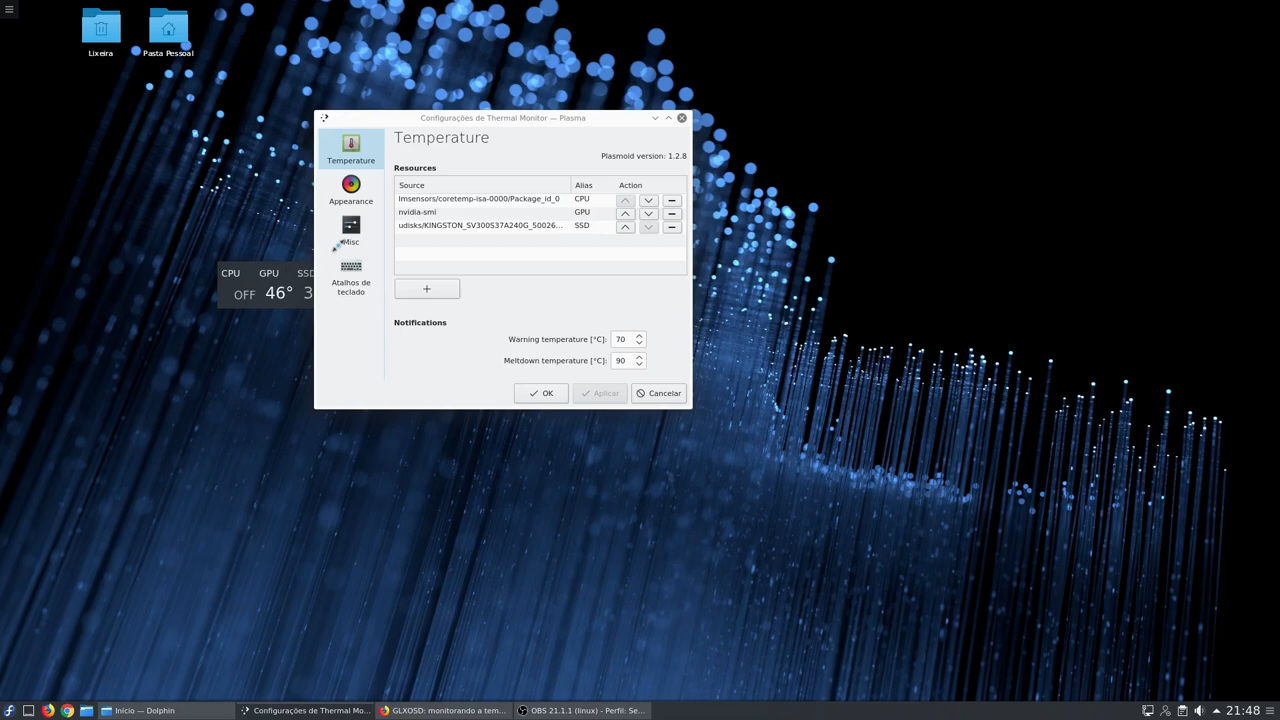 Lixeira
Pasta Pessoal
Configurações de Thermal Monitor — Plasma
Temperature
Appearance
Misc
Atalhos de
teclado
Temperature
Plasmoid version: 1.2.8
Resources
Source Alias Action
lmsensors/coretemp-isa-0000/Package_id_0 CPU
nvidia-smi GPU
udisks/KINGSTON_SV300S37A240G_50026... SSD
+
Notifications
Warning temperature [°C]: 70
Meltdown temperature [°C]: 90
OK Aplicar Cancelar
CPU GPU SSD
OFF 46° 3
Início — Dolphin
Configurações de Thermal Mo...
GLXOSD: monitorando a tem...
OBS 21.1.1 (linux) - Perfil: Se...
21:48